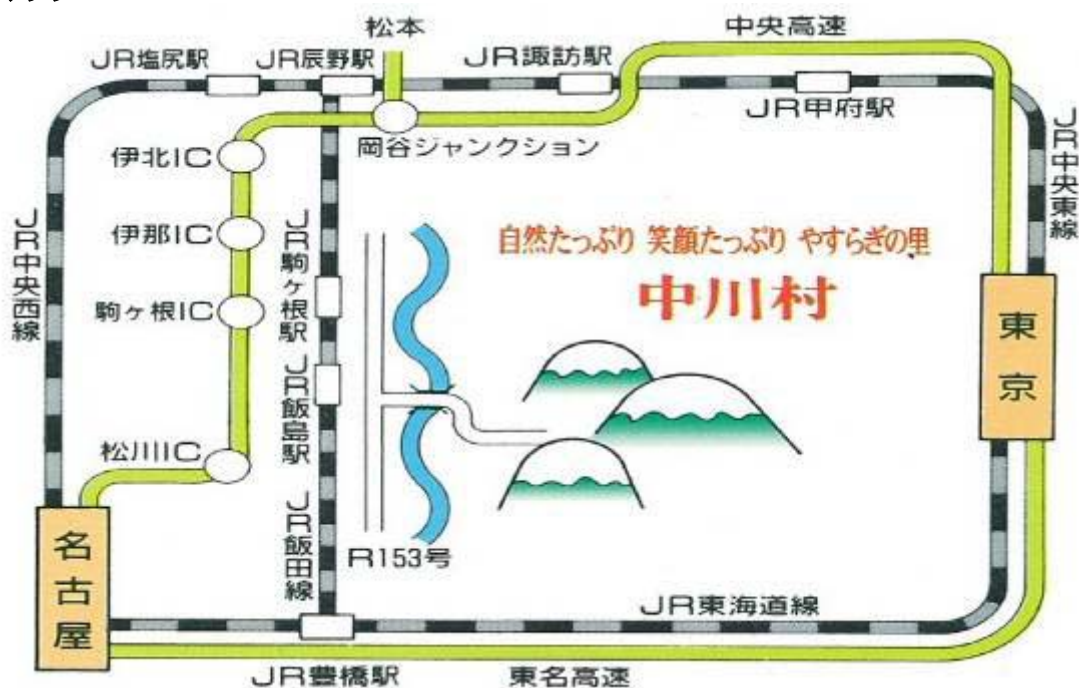 松本
中央高速
JR塩尻駅
JR辰野駅
JR諏訪駅
JR甲府駅
岡谷ジャンクション
JR中央東線
伊北IC
伊那IC
駒ヶ根IC
松川IC
JR中央西線
JR駒ヶ根駅
JR飯島駅
JR飯田線
自然たっぷり 笑顔たっぷり やすらぎの里
中川村
東京
名古屋
R153号
JR東海道線
JR豊橋駅
東名高速